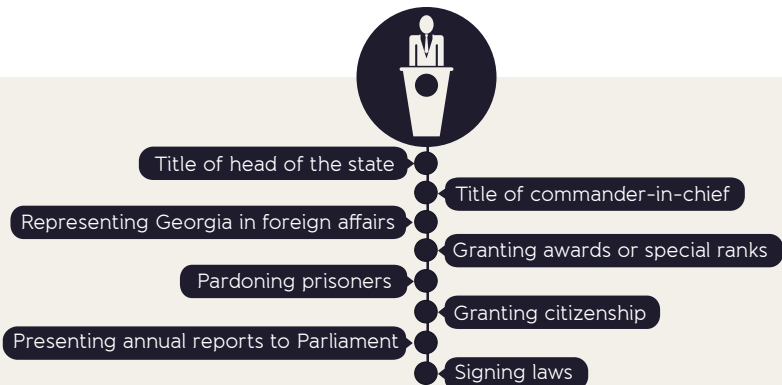 Title of head of the state
Title of commander-in-chief
Representing Georgia in foreign affairs
Granting awards or special ranks
Pardoning prisoners
Granting citizenship
Presenting annual reports to Parliament
Signing laws